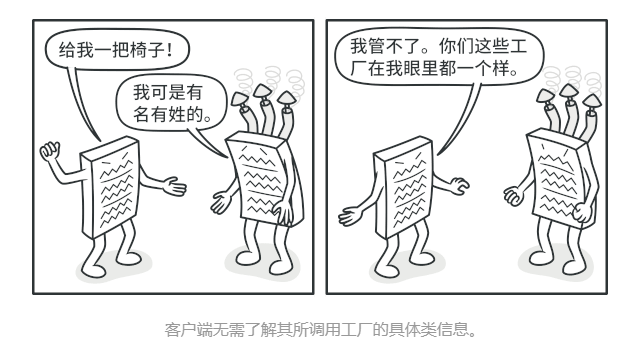 给我一把椅子！
我可是有
名有姓的。
我管不了。你们这些工
厂在我眼里都一个样。
客户端无需了解其所调用工厂的具体类信息。